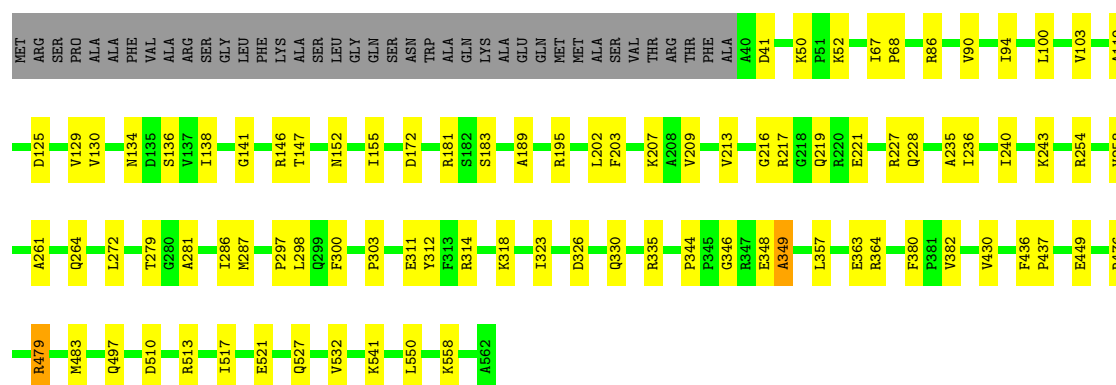 MET ARG SER PRO ALA ALA PHE VAL ALA ARG SER GLY LEU PHE LYS ALA SER LEU GLY GLN SER ASN TRP ALA GLN LYS ALA GLU GLN MET MET ALA SER VAL THR ARG THR PHE ALA A40 D41 K50 P51 K52 I67 P68 R86 V90 I94 L100 V103
D125 V129 V130 N134 D135 S136 V137 I138 G141 R146 T147 N152 I155 D172 R181 S182 S183 A189 R195 L202 F203 K207 A208 V209 V213 G216 R217 G218 Q219 R220 E221 R227 Q228 A235 I236 I240 K243 R254
A261 Q264 L272 T279 G280 A281 I286 M287 P297 L298 Q299 F300 P303 E311 Y312 F313 R314 K318 I323 D326 Q330 R335 P344 P345 G346 R347 E348 A349 L357 E363 R364 F380 P381 V382 V430 F436 P437 E449
R479 M483 Q497 D510 R513 I517 E521 Q527 V532 K541 L550 K558 A562